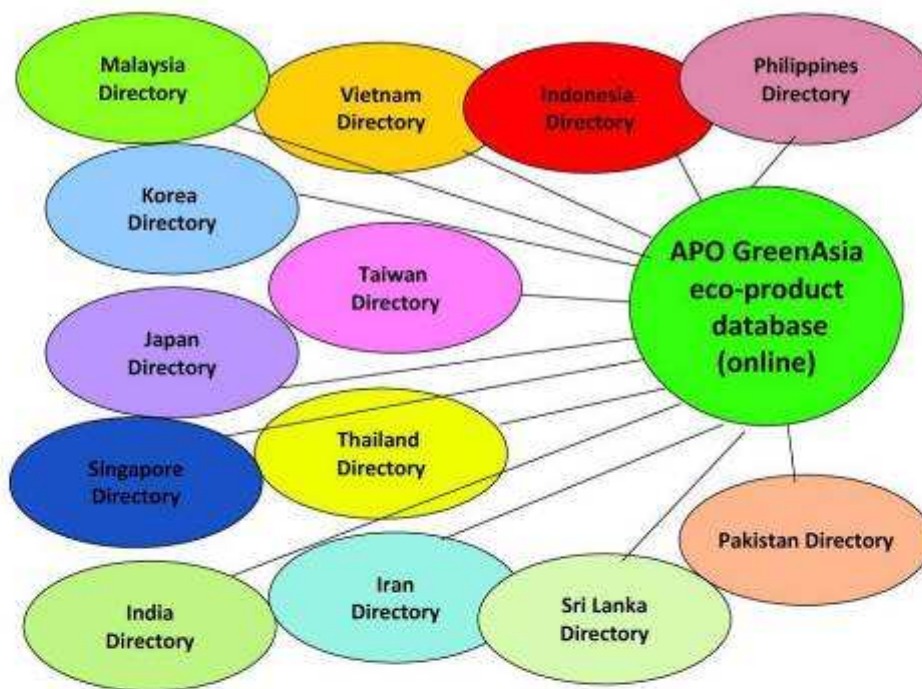 Malaysia
Directory
Vietnam
Directory
Indonesia
Directory
Philippines
Directory
Korea
Directory
Taiwan
Directory
APO GreenAsia
eco-product
database
(online)
Japan
Directory
Thailand
Directory
Singapore
Directory
Pakistan Directory
India
Directory
Iran
Directory
Sri Lanka
Directory